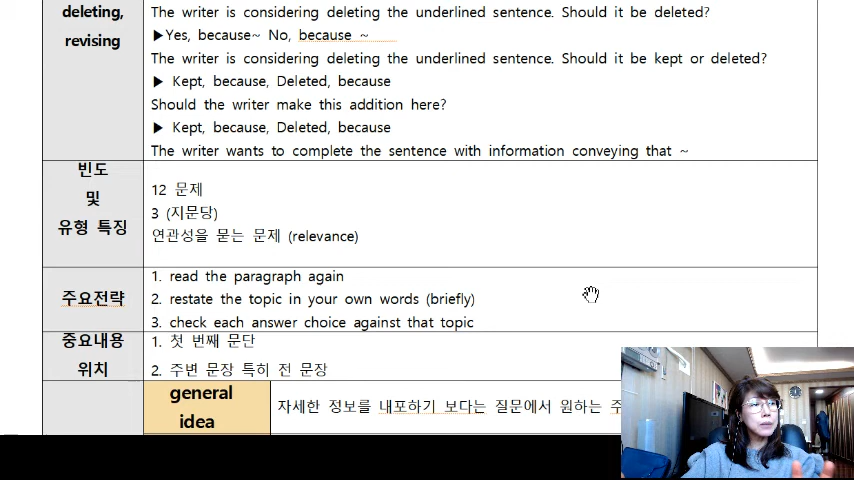 deleting,
revising
The writer is considering deleting the underlined sentence. Should it be deleted?
▶Yes, because~ No, because ~
The writer is considering deleting the underlined sentence. Should it be kept or deleted?
▶ Kept, because, Deleted, because
Should the writer make this addition here?
▶ Kept, because, Deleted, because
The writer wants to complete the sentence with information conveying that ~
빈도
및
유형 특징
12 문제
3 (지문당)
연관성을 묻는 문제 (relevance)
주요전략
1. read the paragraph again
2. restate the topic in your own words (briefly)
3. check each answer choice against that topic
중요내용
위치
1. 첫 번째 문단
2. 주변 문장 특히 전 문장
general
idea
자세한 정보를 내포하기 보다는 질문에서 원하는 주